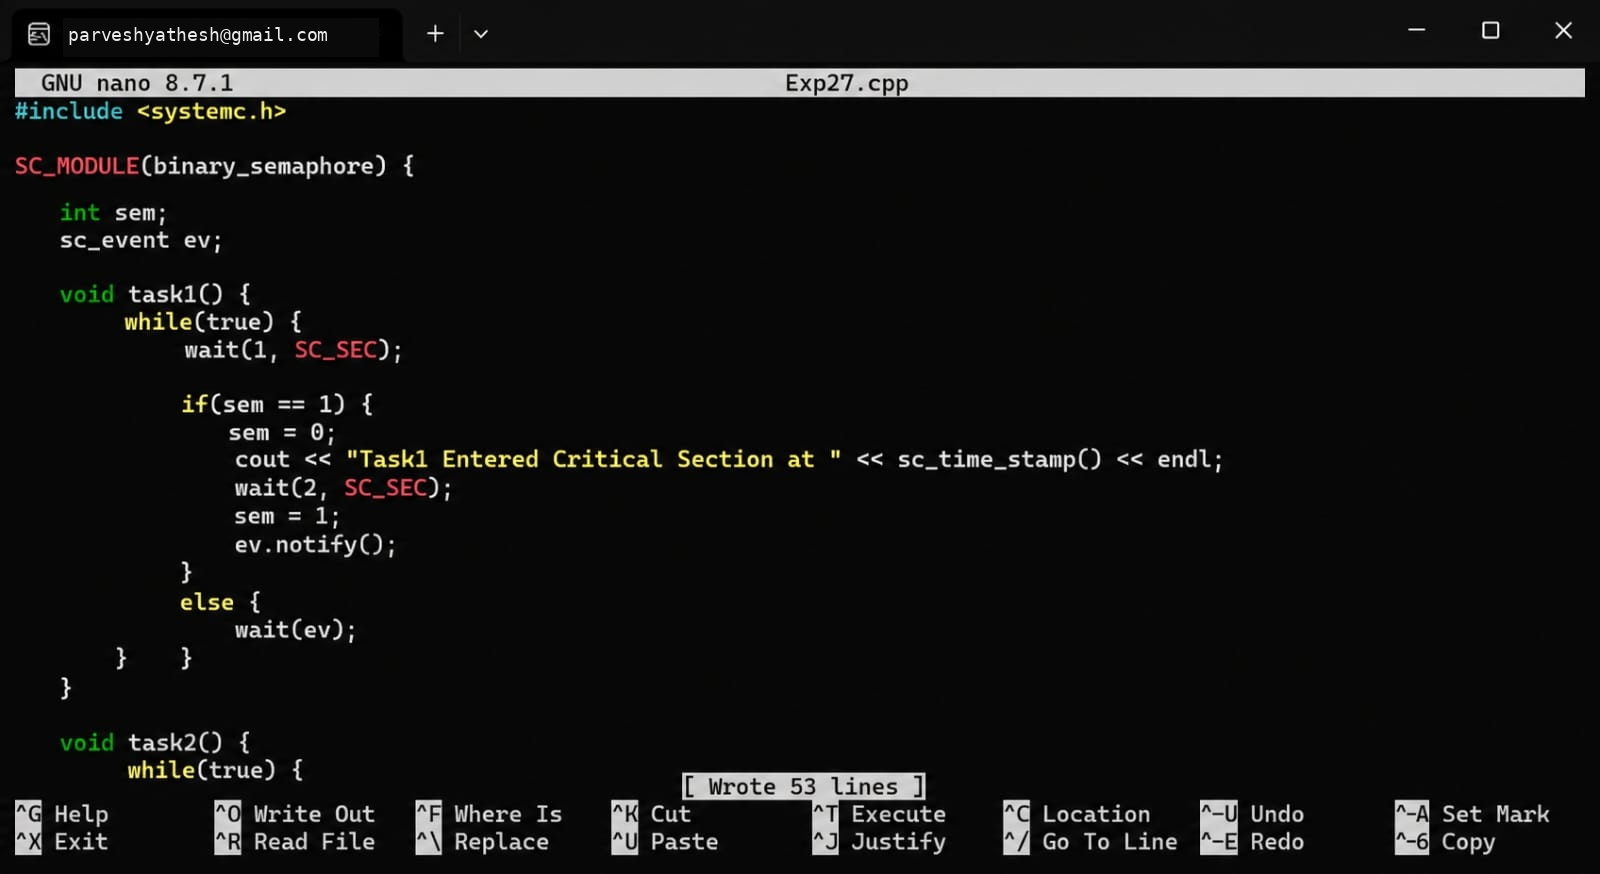 parveshyathesh@gmail.com
GNU nano 8.7.1 Exp27.cpp
#include <systemc.h>
SC_MODULE(binary_semaphore) {
int sem;
sc_event ev;
void task1() {
while(true) {
wait(1, SC_SEC);
if(sem == 1) {
sem = 0;
cout << "Task1 Entered Critical Section at " << sc_time_stamp() << endl;
wait(2, SC_SEC);
sem = 1;
ev.notify();
}
else {
wait(ev);
} }
}
void task2() {
while(true) {
[ Wrote 53 lines ]
^G Help ^O Write Out ^F Where Is ^K Cut ^T Execute ^C Location ^-U Undo ^-A Set Mark
^X Exit ^R Read File ^\ Replace ^U Paste ^J Justify ^/ Go To Line ^-E Redo ^-6 Copy